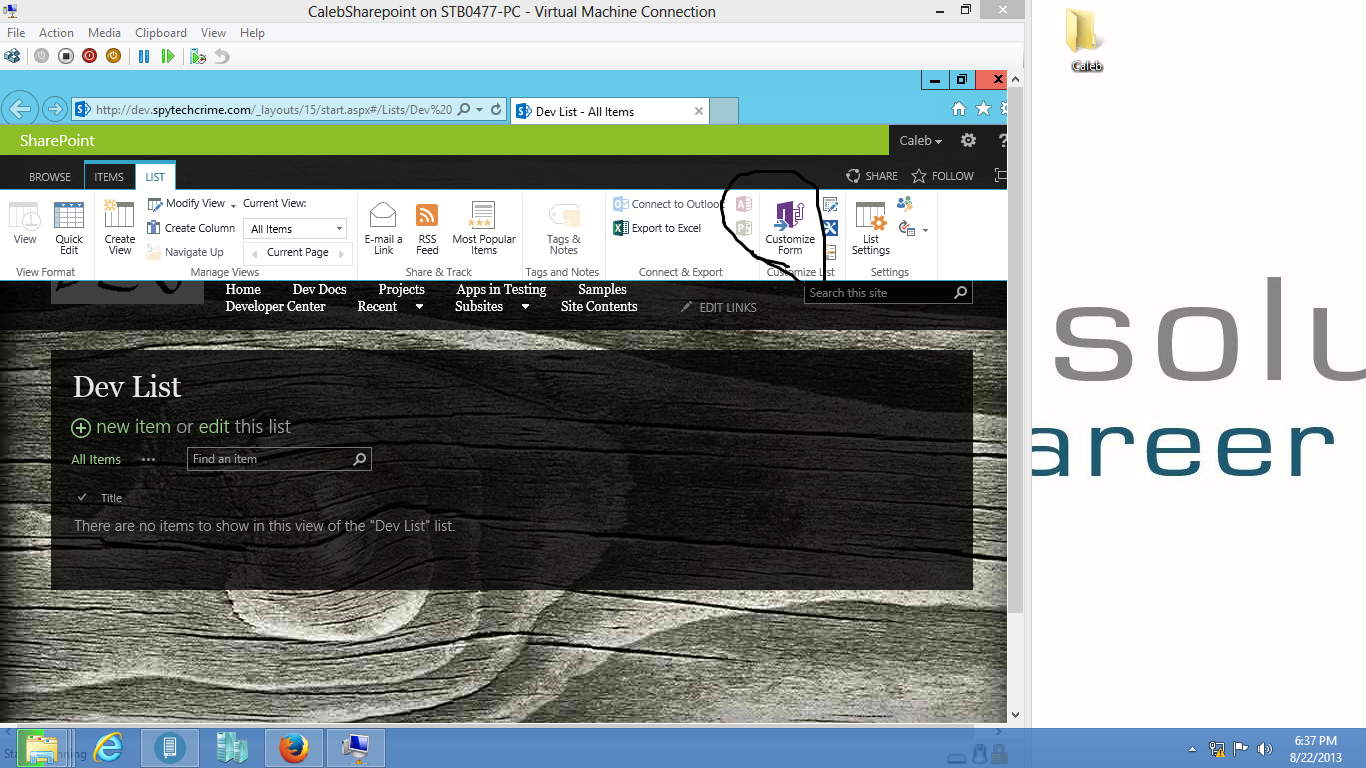 CalebSharepoint on STB0477-PC - Virtual Machine Connection
File Action Media Clipboard View Help
Caleb
http://dev.spytechcrime.com/_layouts/15/start.aspx#/Lists/Dev%20
Dev List - All Items
SharePoint
Caleb
?
BROWSE ITEMS LIST
SHARE FOLLOW
View
Quick Edit
View Format
Create View
Modify View
Create Column
Navigate Up
Current View:
All Items
Current Page
Manage Views
E-mail a Link
RSS Feed
Most Popular Items
Share & Track
Tags & Notes
Tags and Notes
Connect to Outloo
Export to Excel
Connect & Export
Customize Form
Customize List
List Settings
Settings
Home Dev Docs Projects Apps in Testing Samples
Developer Center Recent Subsites Site Contents
EDIT LINKS
Search this site
Dev List
new item or edit this list
All Items ••• Find an item
Title
There are no items to show in this view of the "Dev List" list.
solu
areer
6:37 PM
8/22/2013